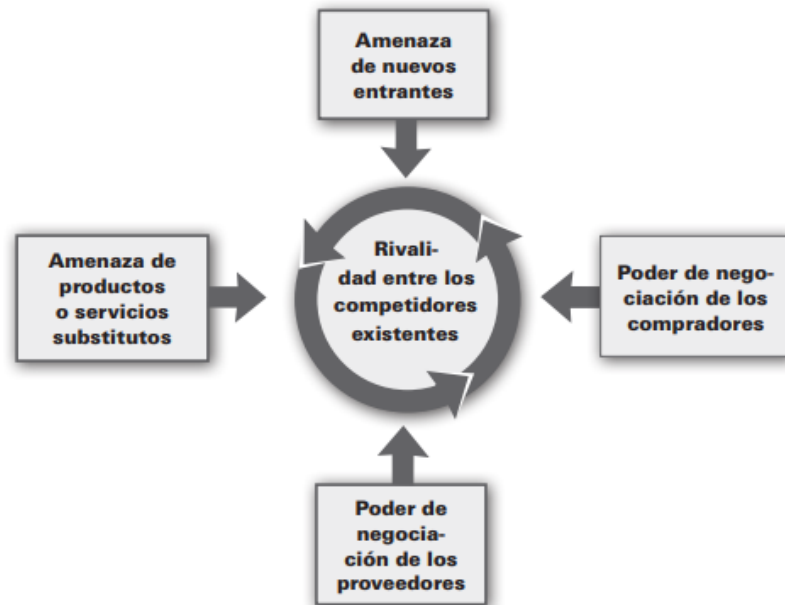 Amenaza
de nuevos
entrantes
Amenaza de
productos
o servicios
substitutos
Rivali-
dad entre los
competidores
existentes
Poder de nego-
ciación de los
compradores
Poder de
negocia-
ción de los
proveedores